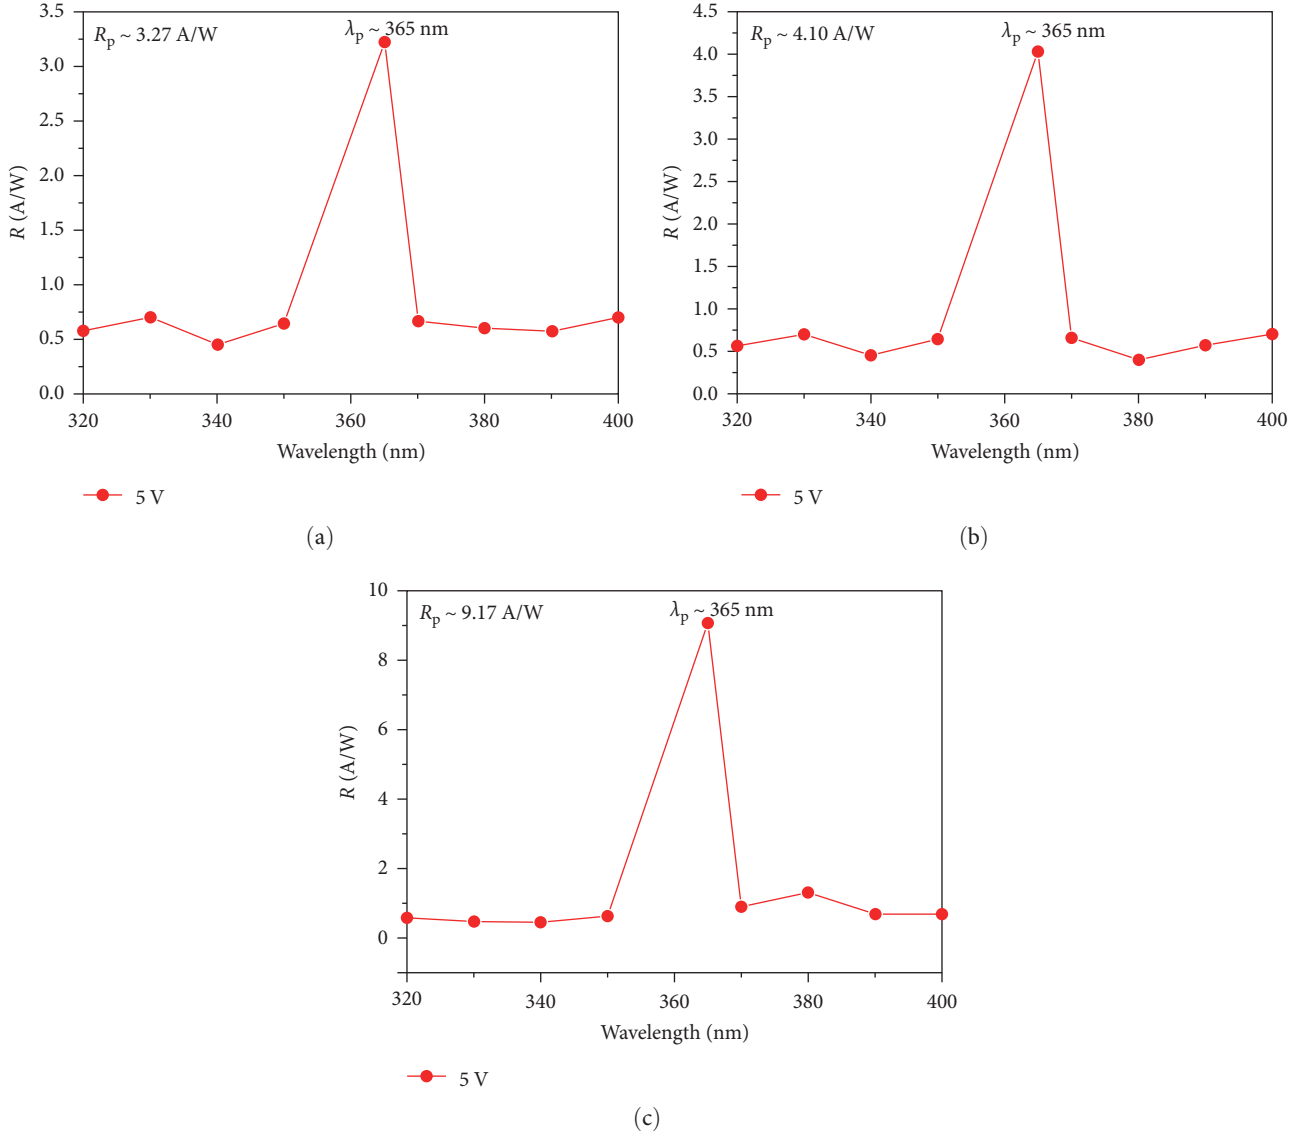 3.5
3.0
2.5
2.0
1.5
1.0
0.5
0.0
R (A/W)
Rp ~ 3.27 A/W
λp ~ 365 nm
320 340 360 380 400
Wavelength (nm)
5 V
(a)
4.5
4.0
3.5
3.0
2.5
2.0
1.5
1.0
0.5
0.0
R (A/W)
Rp ~ 4.10 A/W
λp ~ 365 nm
320 340 360 380 400
Wavelength (nm)
5 V
(b)
10
8
6
4
2
0
R (A/W)
Rp ~ 9.17 A/W
λp ~ 365 nm
320 340 360 380 400
Wavelength (nm)
5 V
(c)